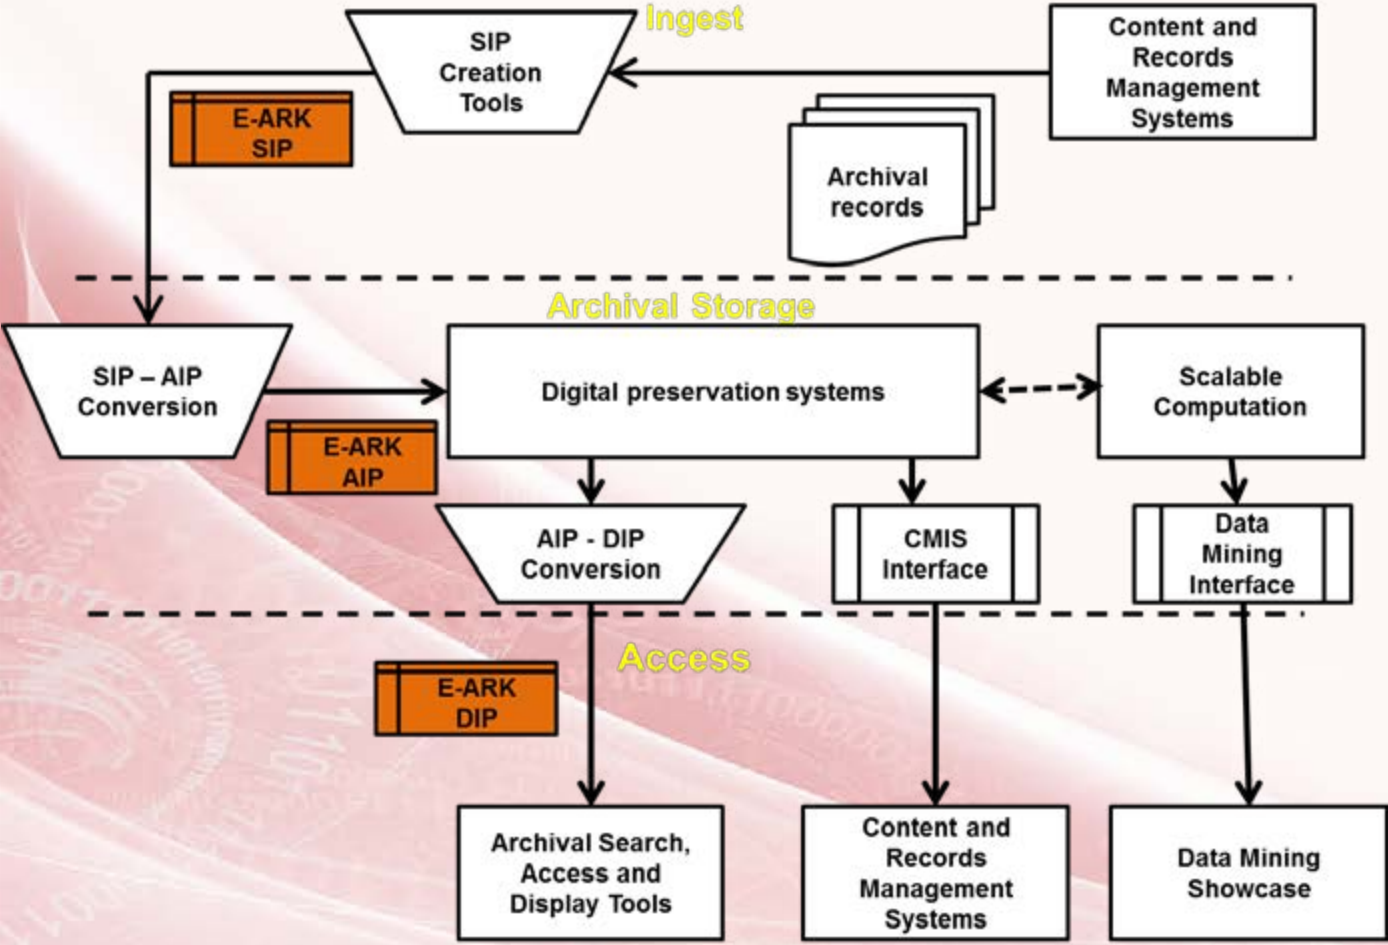 Ingest
SIP
Creation
Tools
Content and
Records
Management
Systems
E-ARK
SIP
Archival
records
Archival Storage
SIP – AIP
Conversion
Digital preservation systems
Scalable
Computation
E-ARK
AIP
AIP - DIP
Conversion
CMIS
Interface
Data
Mining
Interface
Access
E-ARK
DIP
Archival Search,
Access and
Display Tools
Content and
Records
Management
Systems
Data Mining
Showcase